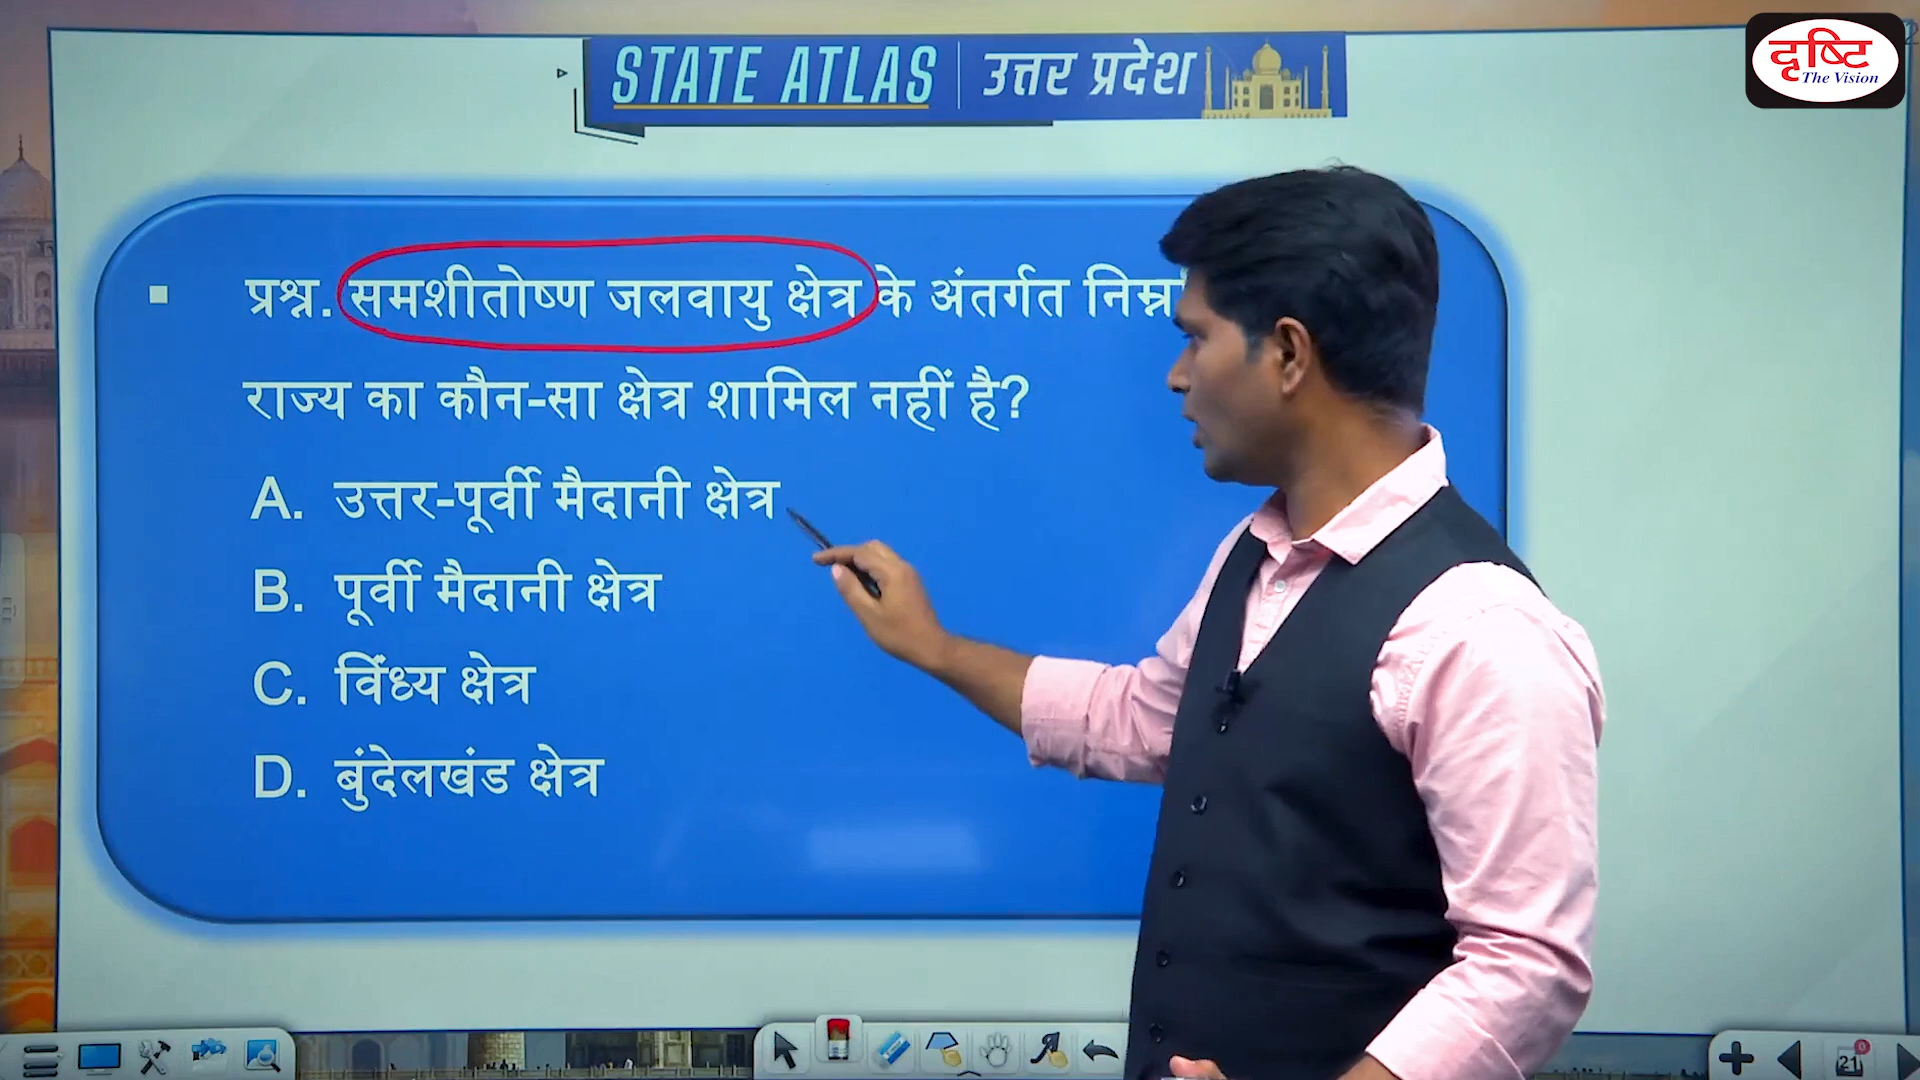 STATE ATLAS उत्तर प्रदेश
दृष्टि
The Vision
प्रश्न. समशीतोष्ण जलवायु क्षेत्र के अंतर्गत
राज्य का कौन-सा क्षेत्र शामिल नहीं है?
A. उत्तर-पूर्वी मैदानी क्षेत्र
B. पूर्वी मैदानी क्षेत्र
C. विंध्य क्षेत्र
D. बुंदेलखंड क्षेत्र
21